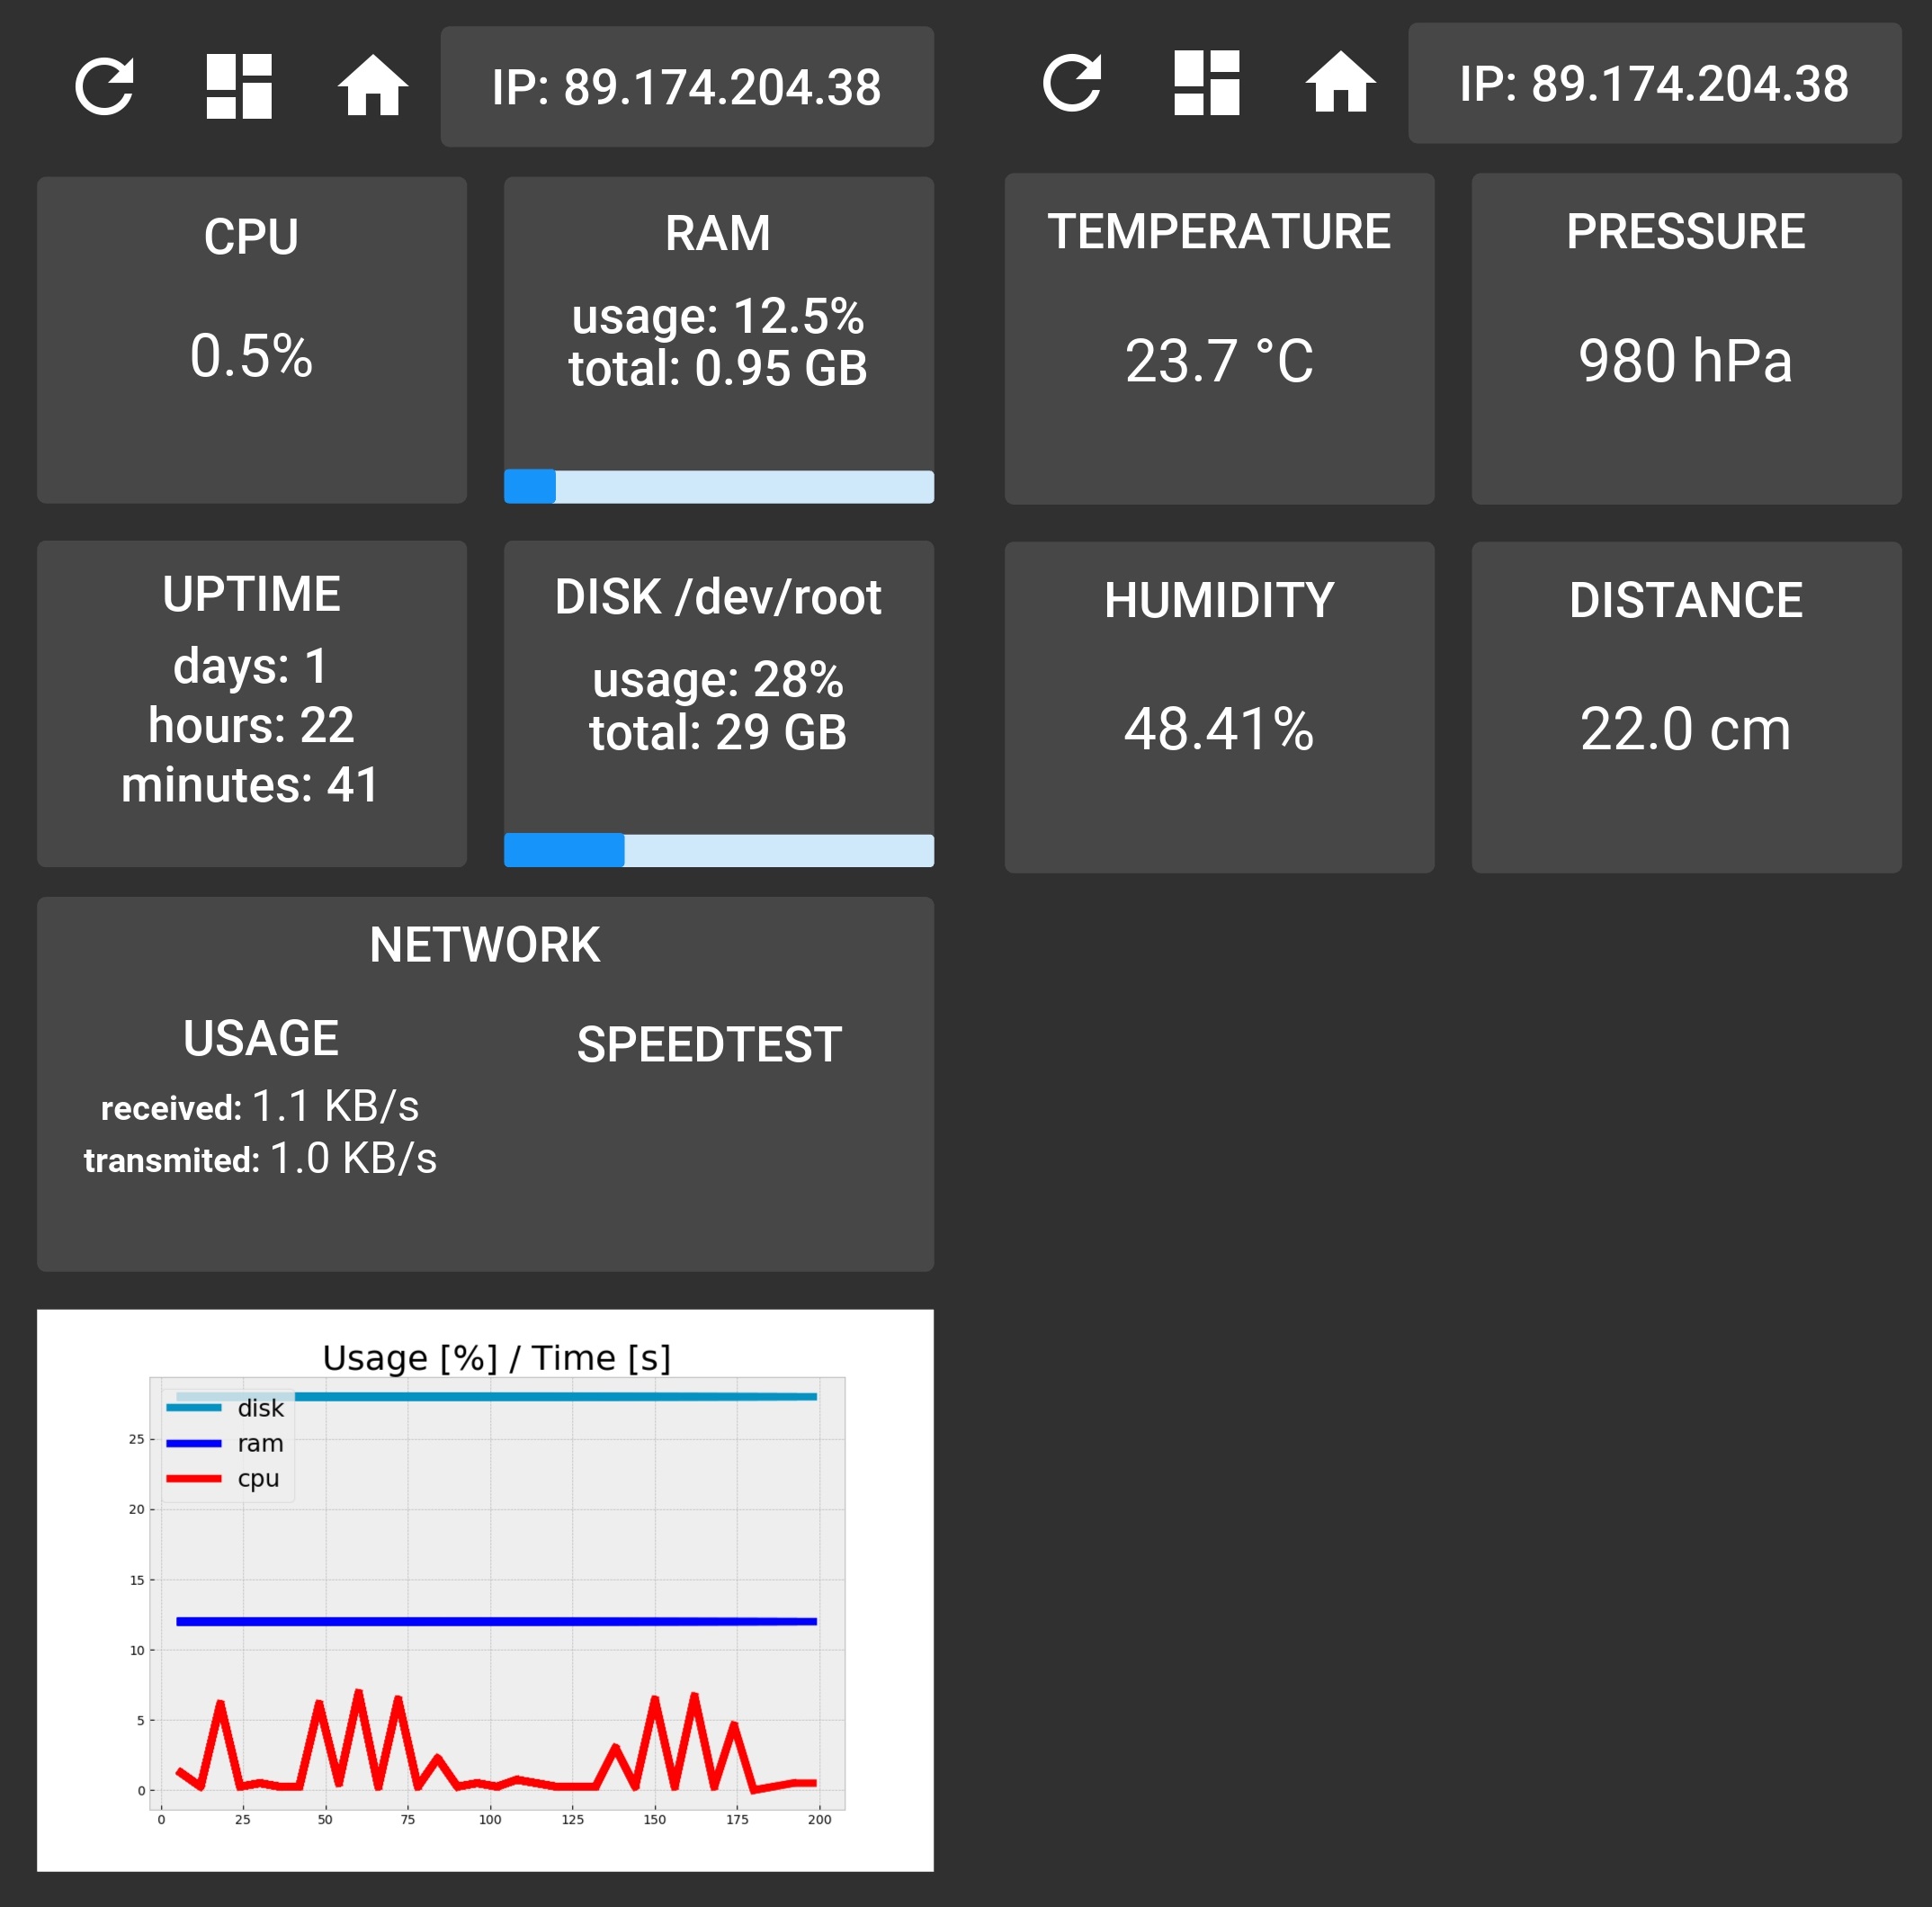 IP: 89.174.204.38
CPU
0.5%
RAM
usage: 12.5%
total: 0.95 GB
UPTIME
days: 1
hours: 22
minutes: 41
DISK /dev/root
usage: 28%
total: 29 GB
NETWORK
USAGE
received: 1.1 KB/s
transmited: 1.0 KB/s
SPEEDTEST
Usage [%] / Time [s]
disk
ram
cpu
25
20
15
10
5
0
0 25 50 75 100 125 150 175 200
IP: 89.174.204.38
TEMPERATURE
23.7 °C
PRESSURE
980 hPa
HUMIDITY
48.41%
DISTANCE
22.0 cm